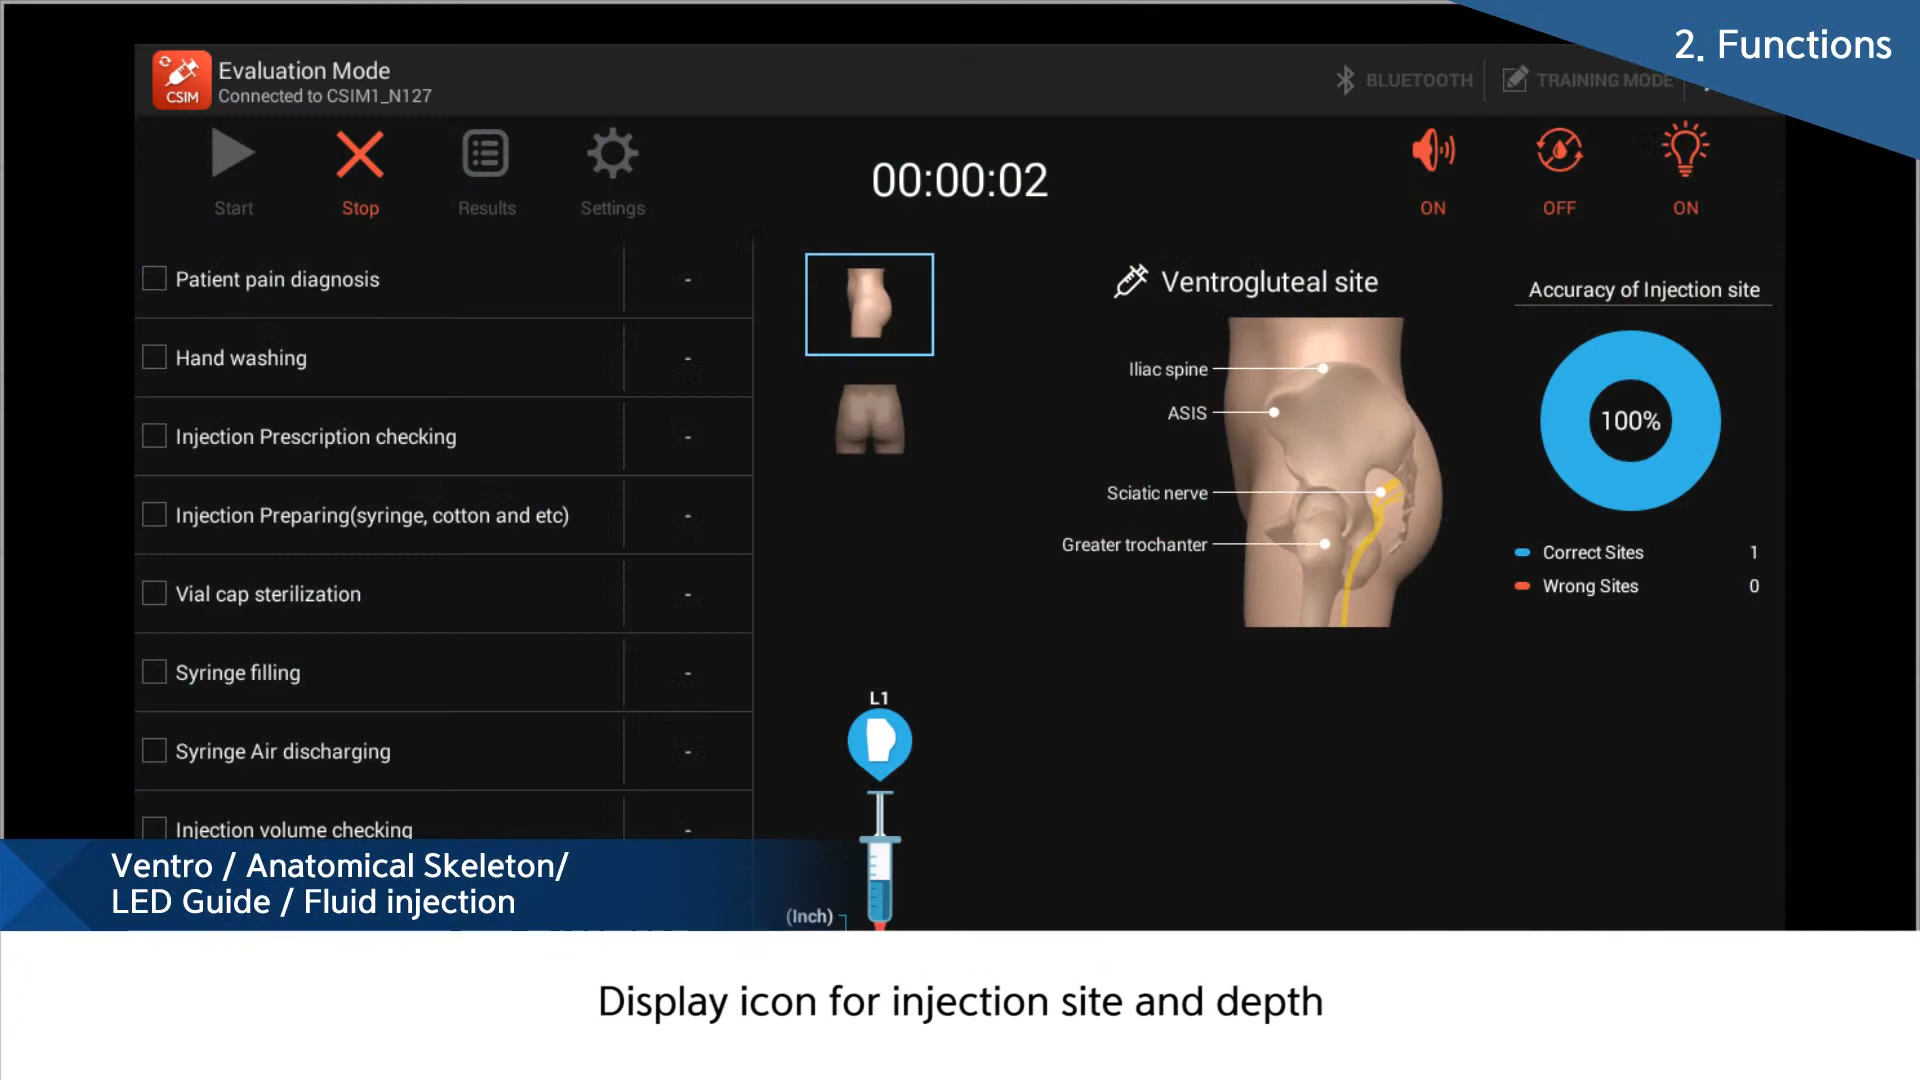 2. Functions
CSIM
Evaluation Mode
Connected to CSIM1_N127
BLUETOOTH
TRAINING MODE
Start
Stop
Results
Settings
00:00:02
ON
OFF
ON
Patient pain diagnosis -
Hand washing -
Injection Prescription checking -
Injection Preparing(syringe, cotton and etc) -
Vial cap sterilization -
Syringe filling -
Syringe Air discharging -
Injection volume checking -
Ventrogluteal site
Iliac spine
ASIS
Sciatic nerve
Greater trochanter
Accuracy of Injection site
100%
Correct Sites 1
Wrong Sites 0
L1
(Inch)
Ventro / Anatomical Skeleton/
LED Guide / Fluid injection
Display icon for injection site and depth